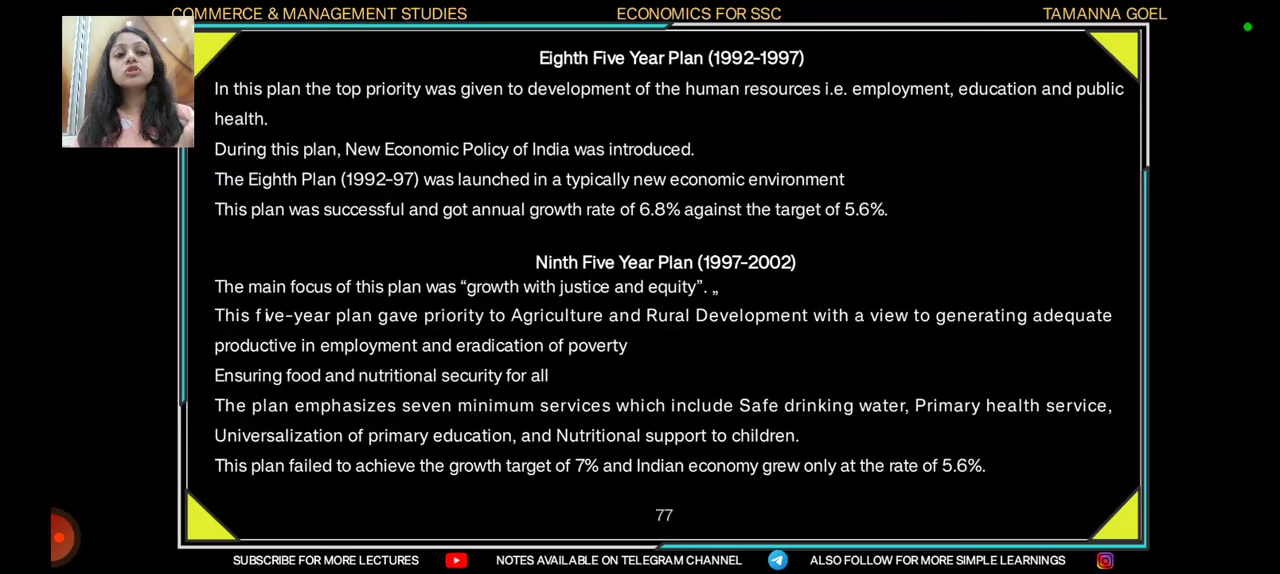 COMMERCE & MANAGEMENT STUDIES ECONOMICS FOR SSC TAMANNA GOEL
Eighth Five Year Plan (1992-1997)
In this plan the top priority was given to development of the human resources i.e. employment, education and public
health.
During this plan, New Economic Policy of India was introduced.
The Eighth Plan (1992-97) was launched in a typically new economic environment
This plan was successful and got annual growth rate of 6.8% against the target of 5.6%.
Ninth Five Year Plan (1997-2002)
The main focus of this plan was “growth with justice and equity”. „
This five-year plan gave priority to Agriculture and Rural Development with a view to generating adequate
productive in employment and eradication of poverty
Ensuring food and nutritional security for all
The plan emphasizes seven minimum services which include Safe drinking water, Primary health service,
Universalization of primary education, and Nutritional support to children.
This plan failed to achieve the growth target of 7% and Indian economy grew only at the rate of 5.6%.
77
SUBSCRIBE FOR MORE LECTURES NOTES AVAILABLE ON TELEGRAM CHANNEL ALSO FOLLOW FOR MORE SIMPLE LEARNINGS